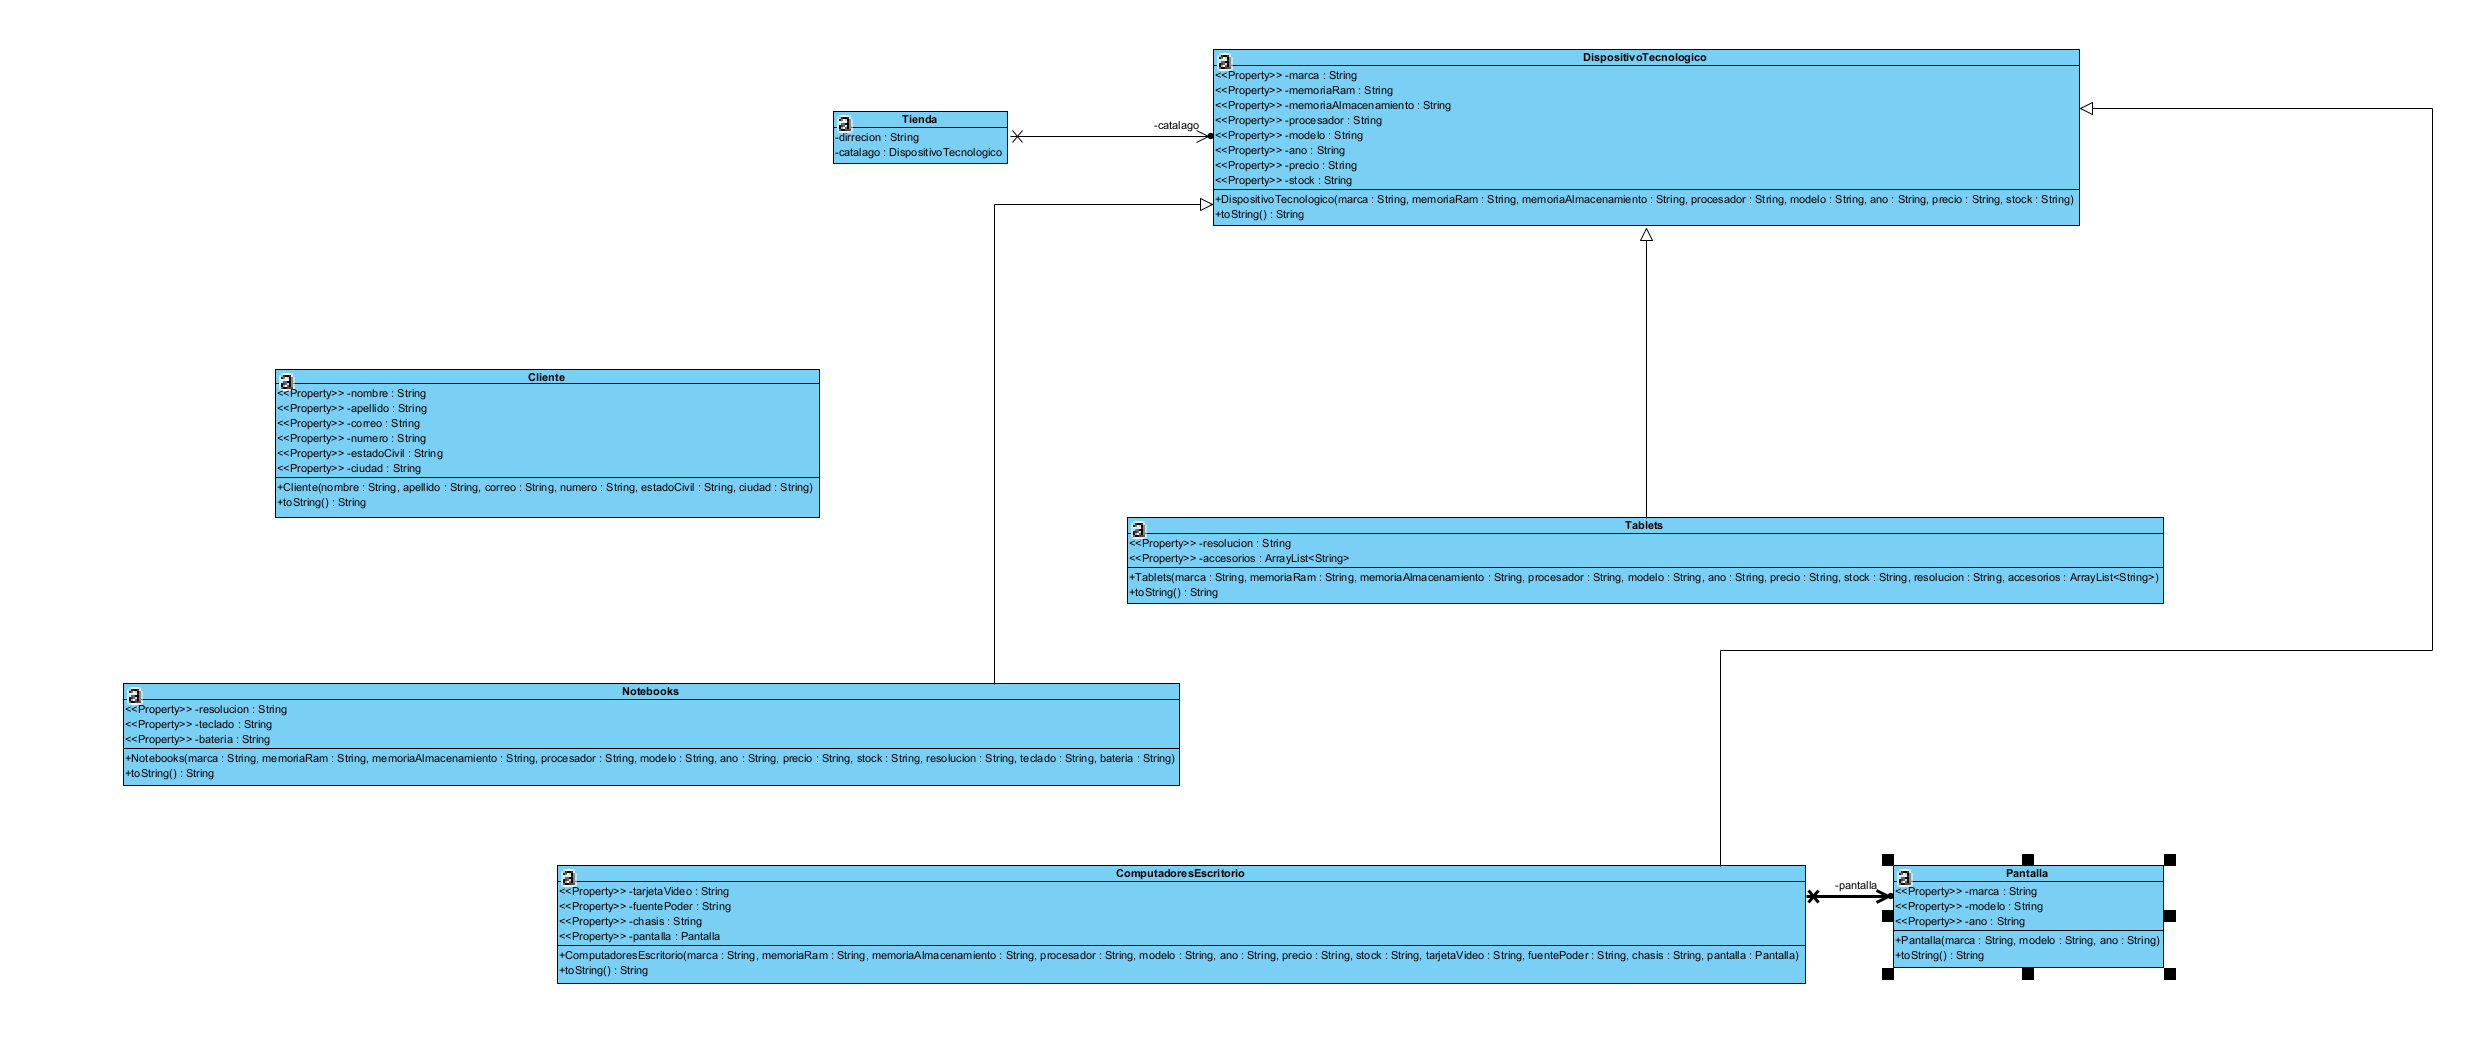 DispositivoTecnologico
<<Property>> -marca : String
<<Property>> -memoriaRam : String
<<Property>> -memoriaAlmacenamiento : String
<<Property>> -procesador : String
<<Property>> -modelo : String
<<Property>> -ano : String
<<Property>> -precio : String
<<Property>> -stock : String
+DispositivoTecnologico(marca : String, memoriaRam : String, memoriaAlmacenamiento : String, procesador : String, modelo : String, ano : String, precio : String, stock : String)
+toString() : String
Tienda
-dirrecion : String
-catalago : DispositivoTecnologico
-catalago
Cliente
<<Property>> -nombre : String
<<Property>> -apellido : String
<<Property>> -correo : String
<<Property>> -numero : String
<<Property>> -estadoCivil : String
<<Property>> -ciudad : String
+Cliente(nombre : String, apellido : String, correo : String, numero : String, estadoCivil : String, ciudad : String)
+toString() : String
Tablets
<<Property>> -resolucion : String
<<Property>> -accesorios : ArrayList<String>
+Tablets(marca : String, memoriaRam : String, memoriaAlmacenamiento : String, procesador : String, modelo : String, ano : String, precio : String, stock : String, resolucion : String, accesorios : ArrayList<String>)
+toString() : String
Notebooks
<<Property>> -resolucion : String
<<Property>> -teclado : String
<<Property>> -bateria : String
+Notebooks(marca : String, memoriaRam : String, memoriaAlmacenamiento : String, procesador : String, modelo : String, ano : String, precio : String, stock : String, resolucion : String, teclado : String, bateria : String)
+toString() : String
ComputadoresEscritorio
<<Property>> -tarjetaVideo : String
<<Property>> -fuentePoder : String
<<Property>> -chasis : String
<<Property>> -pantalla : Pantalla
+ComputadoresEscritorio(marca : String, memoriaRam : String, memoriaAlmacenamiento : String, procesador : String, modelo : String, ano : String, precio : String, stock : String, tarjetaVideo : String, fuentePoder : String, chasis : String, pantalla : Pantalla)
+toString() : String
-pantalla
Pantalla
<<Property>> -marca : String
<<Property>> -modelo : String
<<Property>> -ano : String
+Pantalla(marca : String, modelo : String, ano : String)
+toString() : String